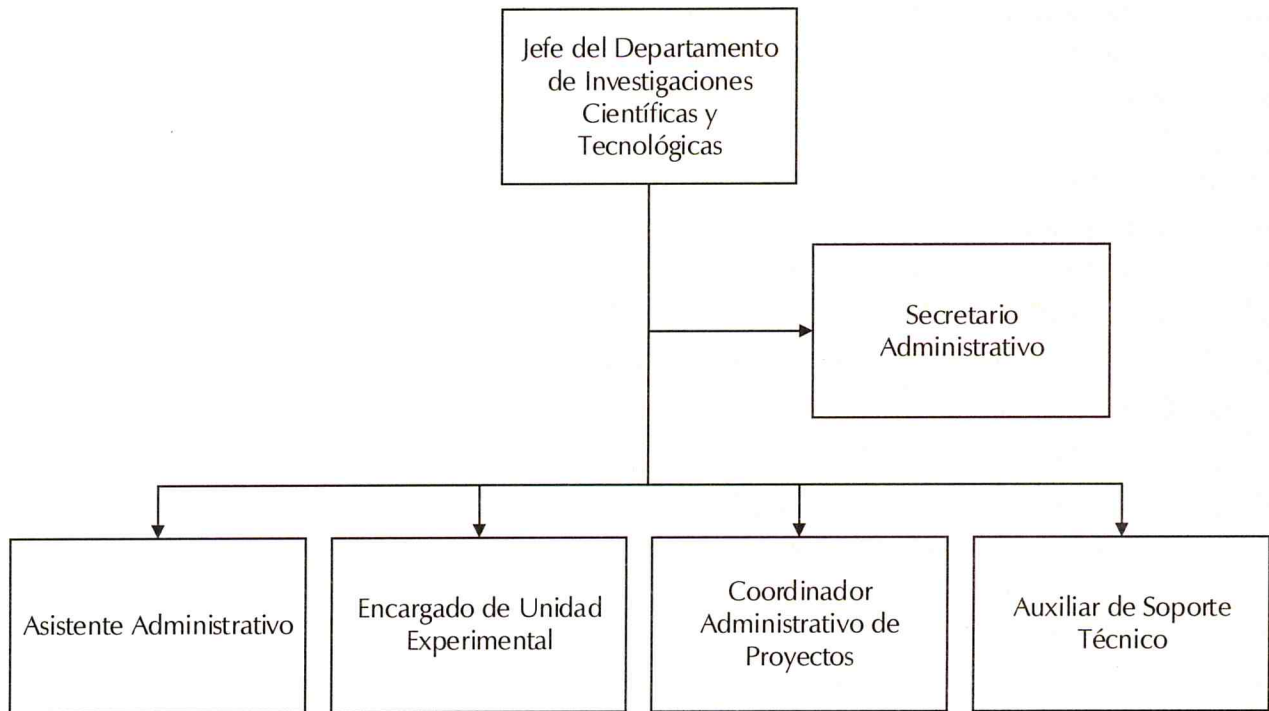 Jefe del Departamento
de Investigaciones
Científicas y
Tecnológicas
Secretario
Administrativo
Asistente Administrativo
Encargado de Unidad
Experimental
Coordinador
Administrativo de
Proyectos
Auxiliar de Soporte
Técnico